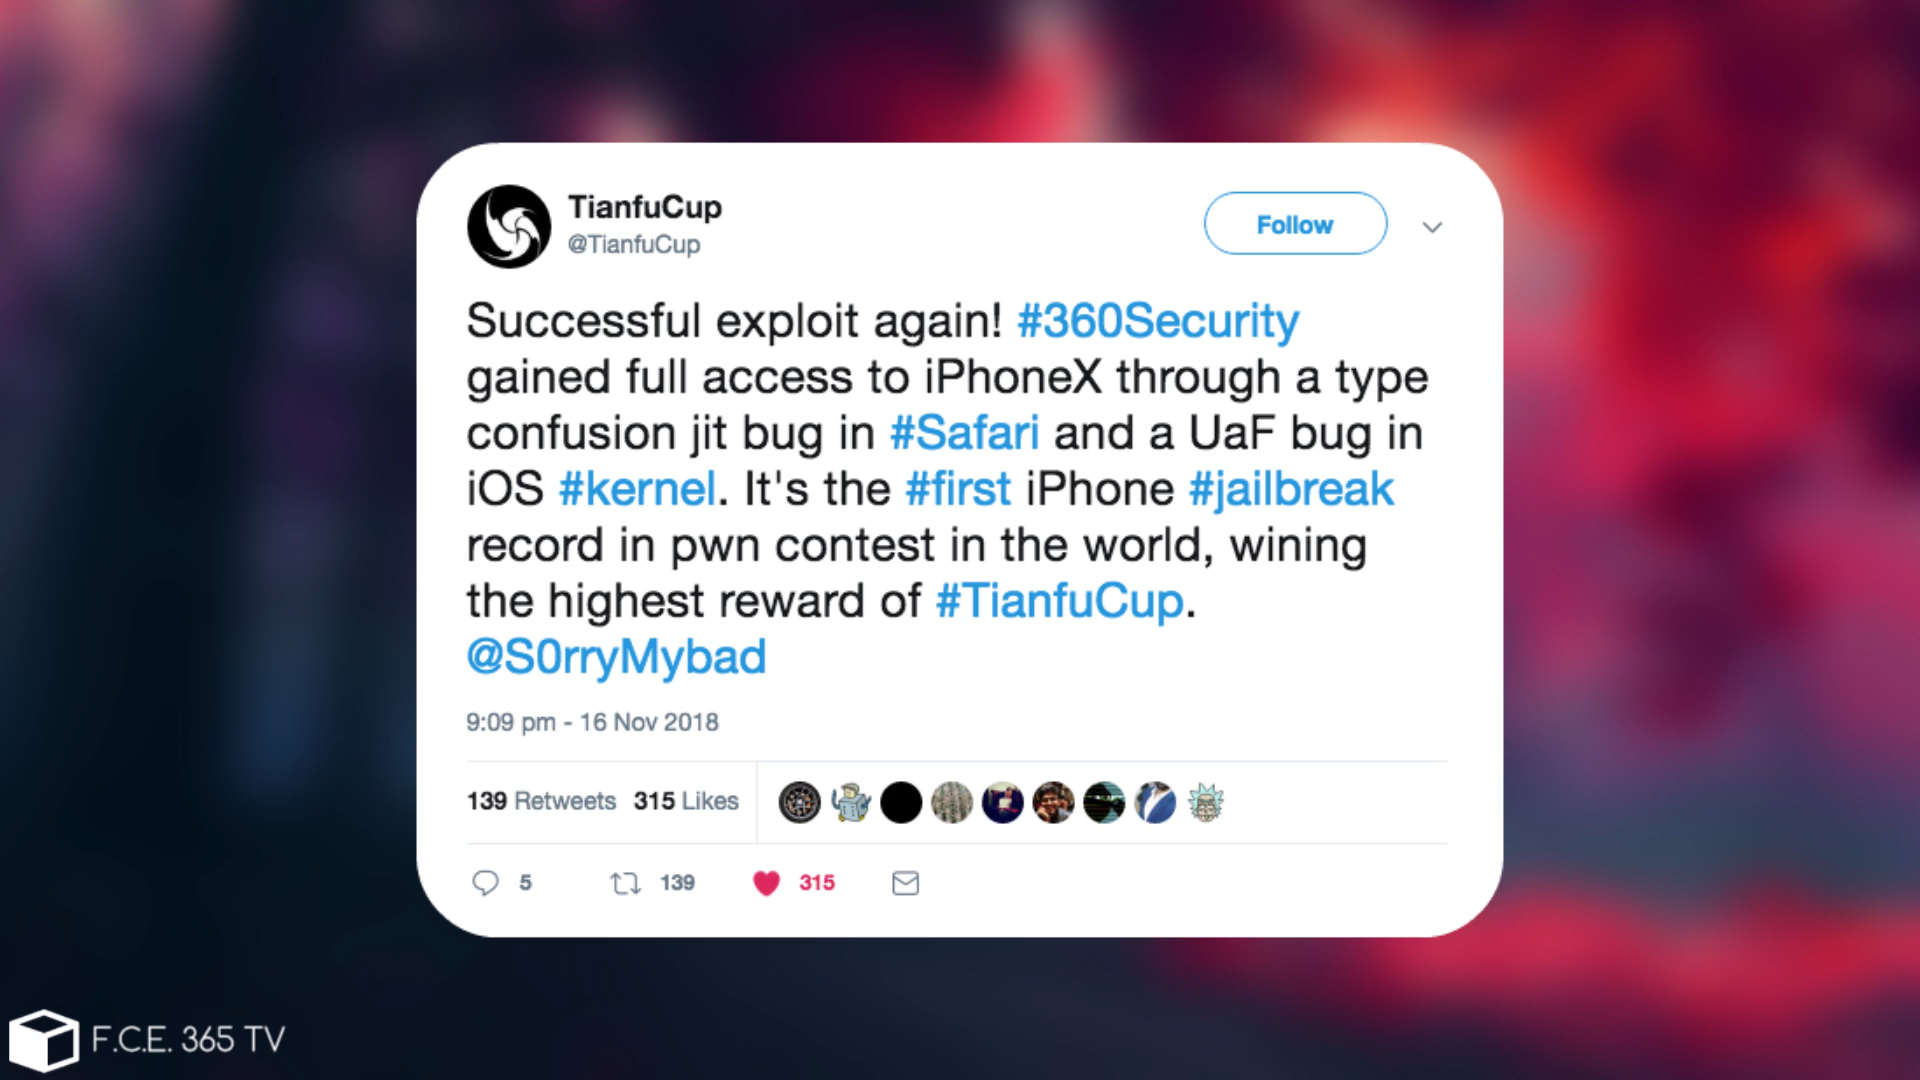 TianfuCup
@TianfuCup
Follow
Successful exploit again! #360Security
gained full access to iPhoneX through a type
confusion jit bug in #Safari and a UaF bug in
iOS #kernel. It's the #first iPhone #jailbreak
record in pwn contest in the world, wining
the highest reward of #TianfuCup.
@S0rryMybad
9:09 pm - 16 Nov 2018
139 Retweets 315 Likes
5 139 315
F.C.E. 365 TV